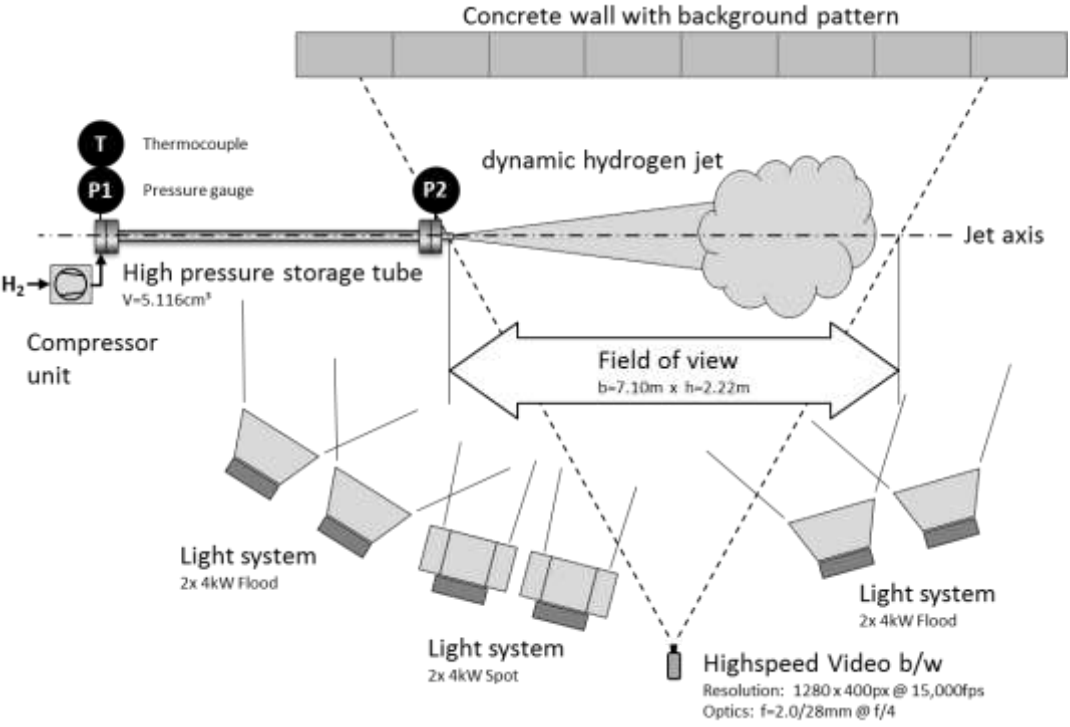 Concrete wall with background pattern
T
Thermocouple
P1
Pressure gauge
P2
dynamic hydrogen jet
Jet axis
H₂
High pressure storage tube
V=5.116cm³
Compressor
unit
Field of view
b=7.10m x h=2.22m
Light system
2x 4kW Flood
Light system
2x 4kW Spot
Light system
2x 4kW Flood
Highspeed Video b/w
Resolution: 1280 x 400px @ 15,000fps
Optics: f=2.0/28mm @ f/4